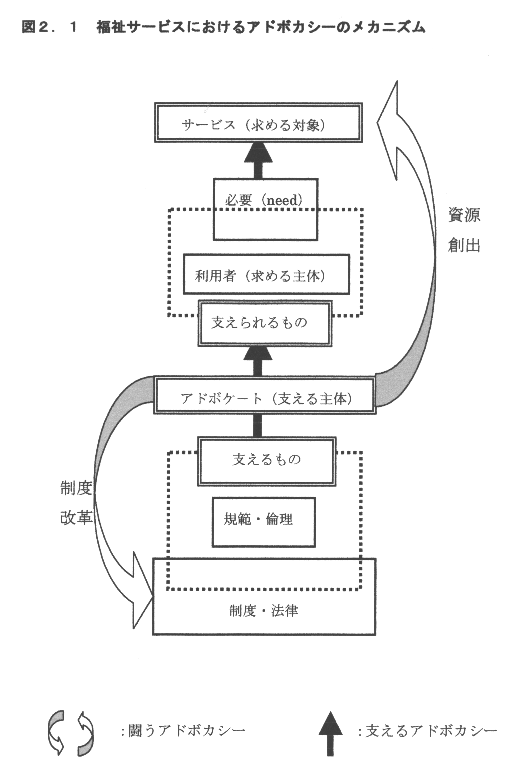 図2．1　福祉サービスにおけるアドボカシーのメカニズム
サービス（求める対象）
必要（need）
資源
創出
利用者（求める主体）
支えられるもの
アドボケート（支える主体）
支えるもの
制度
改革
規範・倫理
制度・法律
：闘うアドボカシー
：支えるアドボカシー